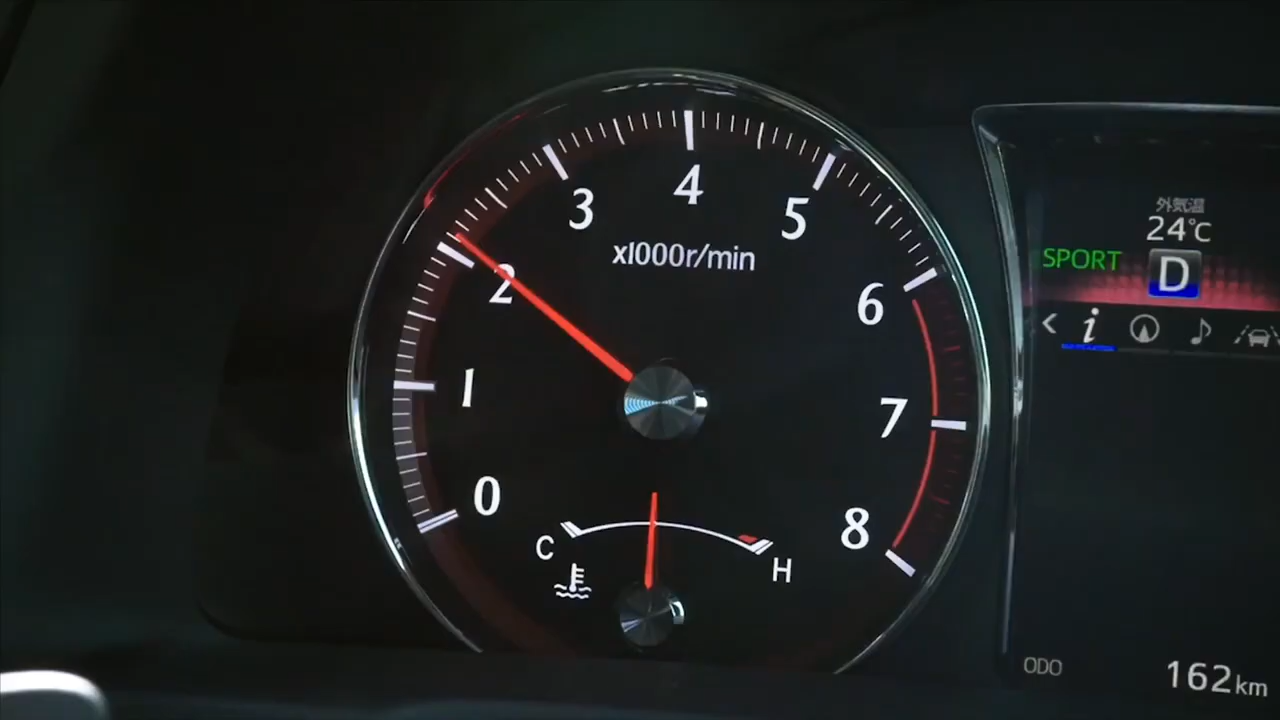 0
1
2
3
4
5
6
7
8
x1000r/min
C
H
外気温
24℃
SPORT
D
<
i
ODO
162km